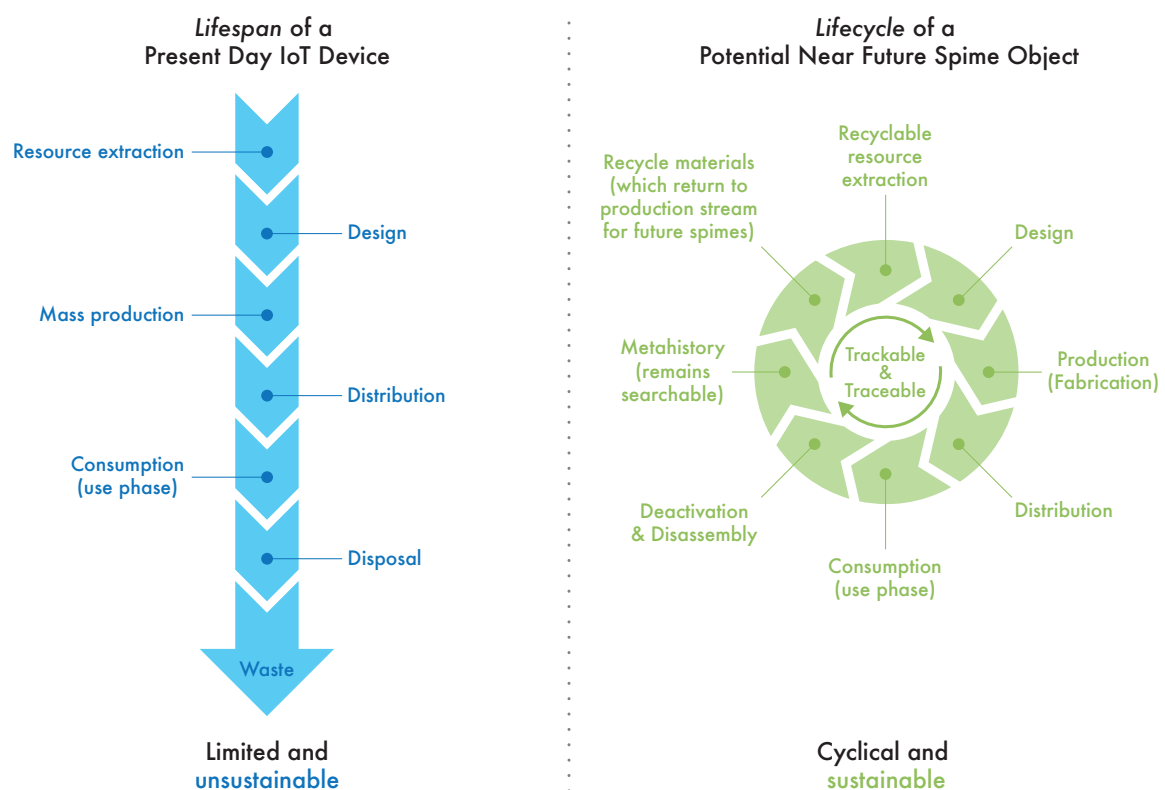 Lifespan of a
Present Day IoT Device
Resource extraction
Design
Mass production
Distribution
Consumption
(use phase)
Disposal
Waste
Limited and
unsustainable
Lifecycle of a
Potential Near Future Spime Object
Recyclable
resource
extraction
Design
Production
(Fabrication)
Distribution
Consumption
(use phase)
Deactivation
& Disassembly
Metahistory
(remains
searchable)
Recycle materials
(which return to
production stream
for future spimes)
Trackable
&
Traceable
Cyclical and
sustainable